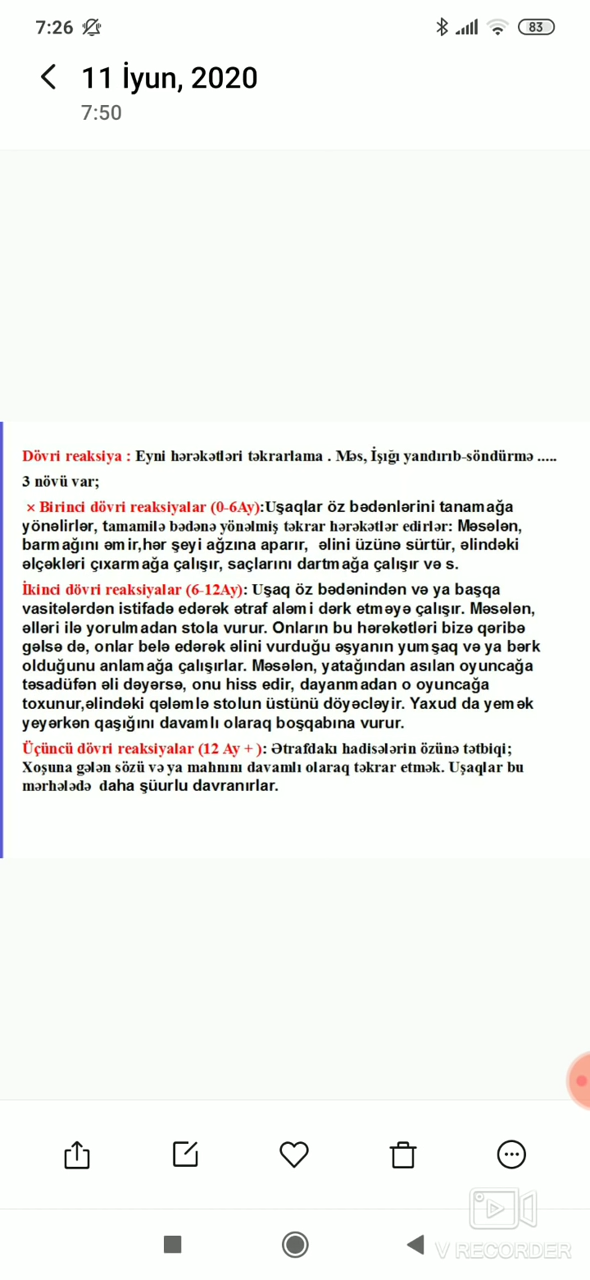 7:26
83
11 İyun, 2020
7:50
Dövri reaksiya : Eyni hərəkətləri təkrarlama . Məs, İşığı yandırıb-söndürmə .....
3 növü var;
× Birinci dövri reaksiyalar (0-6Ay):Uşaqlar öz bədənlərini tanamağa
yönəlirlər, tamamilə bədənə yönəlmiş təkrar hərəkətlər edirlər: Məsələn,
barmağını əmir,hər şeyi ağzına aparır, əlini üzünə sürtür, əlindəki
əlçəkləri çıxarmağa çalışır, saçlarını dartmağa çalışır və s.
İkinci dövri reaksiyalar (6-12Ay): Uşaq öz bədənindən və ya başqa
vasitələrdən istifadə edərək ətraf aləmi dərk etməyə çalışır. Məsələn,
əlləri ilə yorulmadan stola vurur. Onların bu hərəkətləri bizə qəribə
gəlsə də, onlar belə edərək əlini vurduğu əşyanın yumşaq və ya bərk
olduğunu anlamağa çalışırlar. Məsələn, yatağından asılan oyuncağa
təsadüfən əli dəyərsə, onu hiss edir, dayanmadan o oyuncağa
toxunur,əlindəki qələmlə stolun üstünü döyəcləyir. Yaxud da yemək
yeyərkən qaşığını davamlı olaraq boşqabına vurur.
Üçüncü dövri reaksiyalar (12 Ay + ): Ətrafdakı hadisələrin özünə tətbiqi;
Xoşuna gələn sözü və ya mahnını davamlı olaraq təkrar etmək. Uşaqlar bu
mərhələdə daha şüurlu davranırlar.
V RECORDER